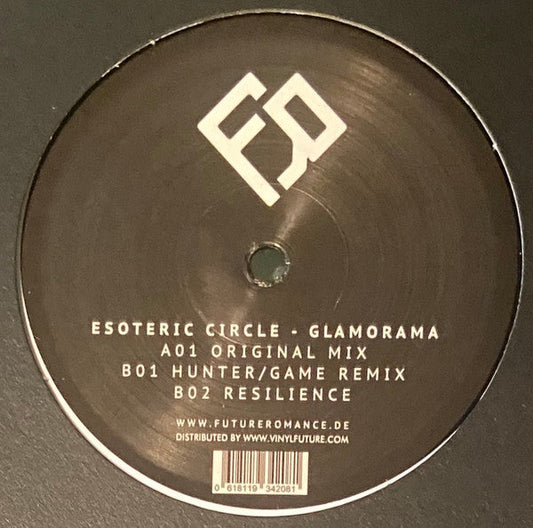 FR
ESOTERIC CIRCLE - GLAMORAMA
A01 ORIGINAL MIX
B01 HUNTER/GAME REMIX
B02 RESILIENCE
WWW.FUTUREROMANCE.DE
DISTRIBUTED BY WWW.VINYLFUTURE.COM
0 618119 342081